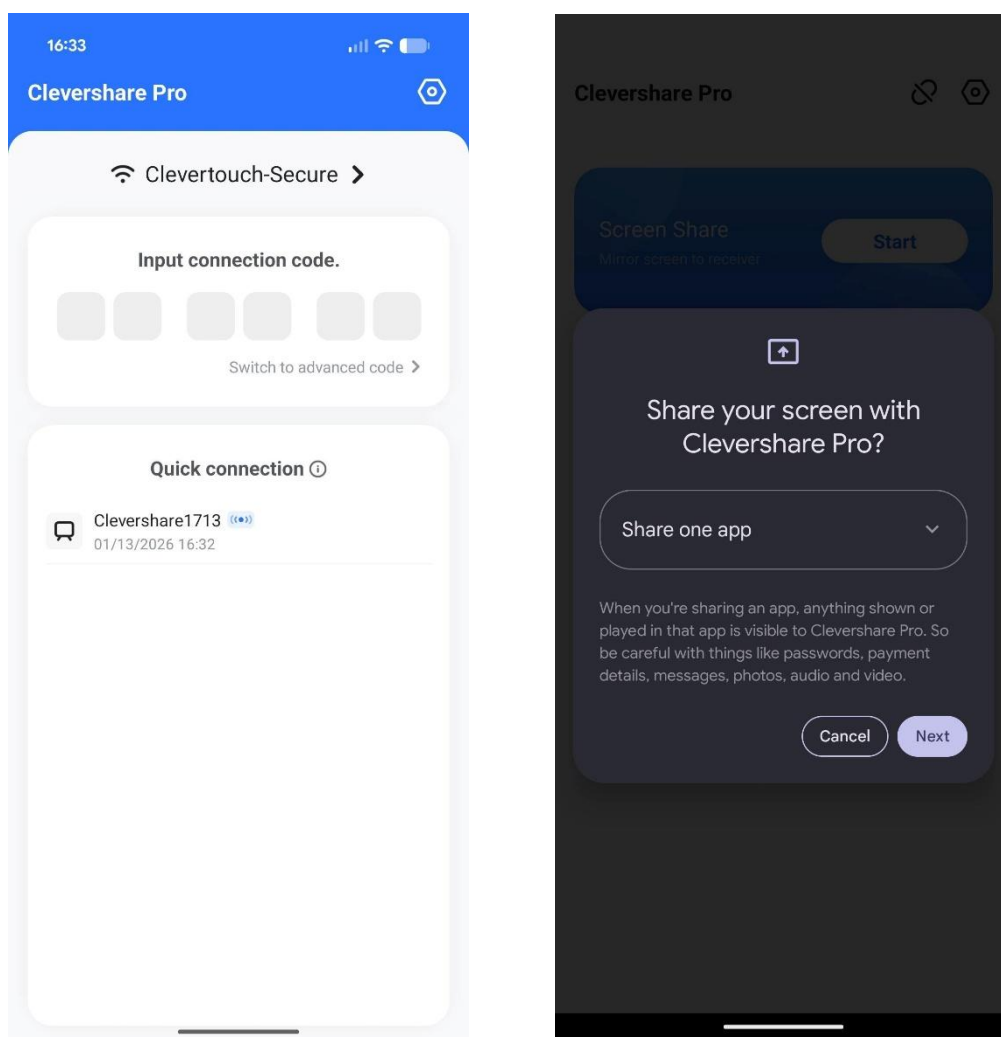 16:33
Clevershare Pro
Clevertouch-Secure
Input connection code.
Switch to advanced code
Quick connection
Clevershare1713
01/13/2026 16:32
Clevershare Pro
Screen Share
Mirror screen to receiver
Start
Share your screen with
Clevershare Pro?
Share one app
When you're sharing an app, anything shown or
played in that app is visible to Clevershare Pro. So
be careful with things like passwords, payment
details, messages, photos, audio and video.
Cancel
Next